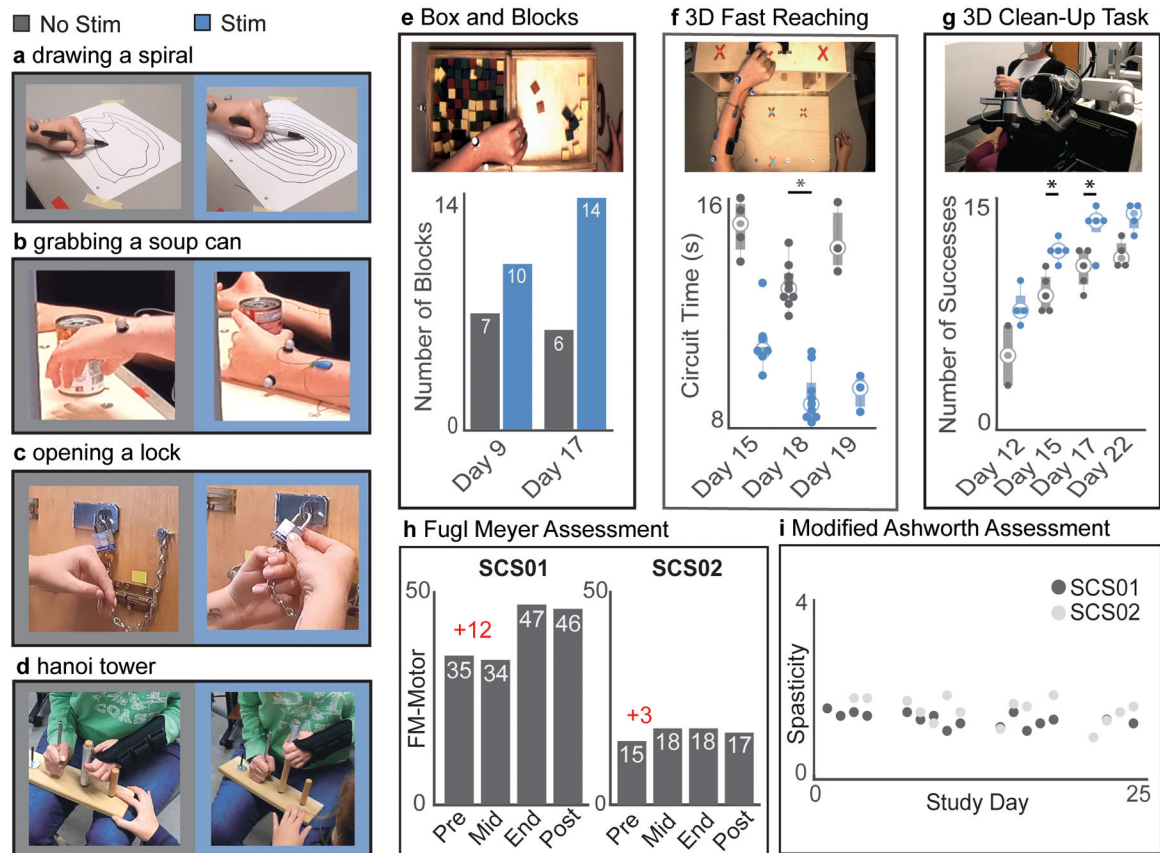 No Stim
Stim
a drawing a spiral
b grabbing a soup can
c opening a lock
d hanoi tower
e Box and Blocks
Number of Blocks
14
0
7
10
6
14
Day 9
Day 17
f 3D Fast Reaching
Circuit Time (s)
16
8
*
Day 15
Day 18
Day 19
g 3D Clean-Up Task
Number of Successes
15
0
*
*
Day 12
Day 15
Day 17
Day 22
h Fugl Meyer Assessment
SCS01
FM-Motor
50
0
+12
35
34
47
46
Pre
Mid
End
Post
SCS02
50
0
+3
15
18
18
17
Pre
Mid
End
Post
i Modified Ashworth Assessment
SCS01
SCS02
Spasticity
4
0
0
25
Study Day